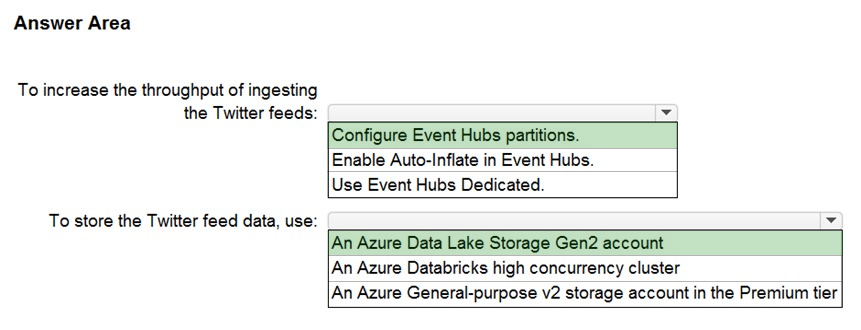 Answer Area
To increase the throughput of ingesting
the Twitter feeds:
Configure Event Hubs partitions.
Enable Auto-Inflate in Event Hubs.
Use Event Hubs Dedicated.
To store the Twitter feed data, use:
An Azure Data Lake Storage Gen2 account
An Azure Databricks high concurrency cluster
An Azure General-purpose v2 storage account in the Premium tier